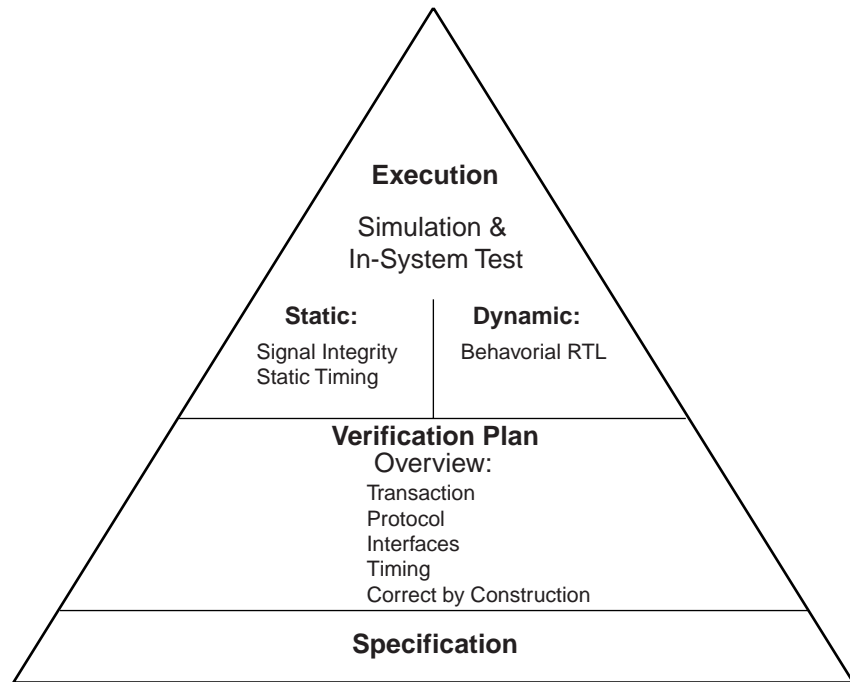 Execution
Simulation &
In-System Test
Static:
Signal Integrity
Static Timing
Dynamic:
Behavorial RTL
Verification Plan
Overview:
Transaction
Protocol
Interfaces
Timing
Correct by Construction
Specification